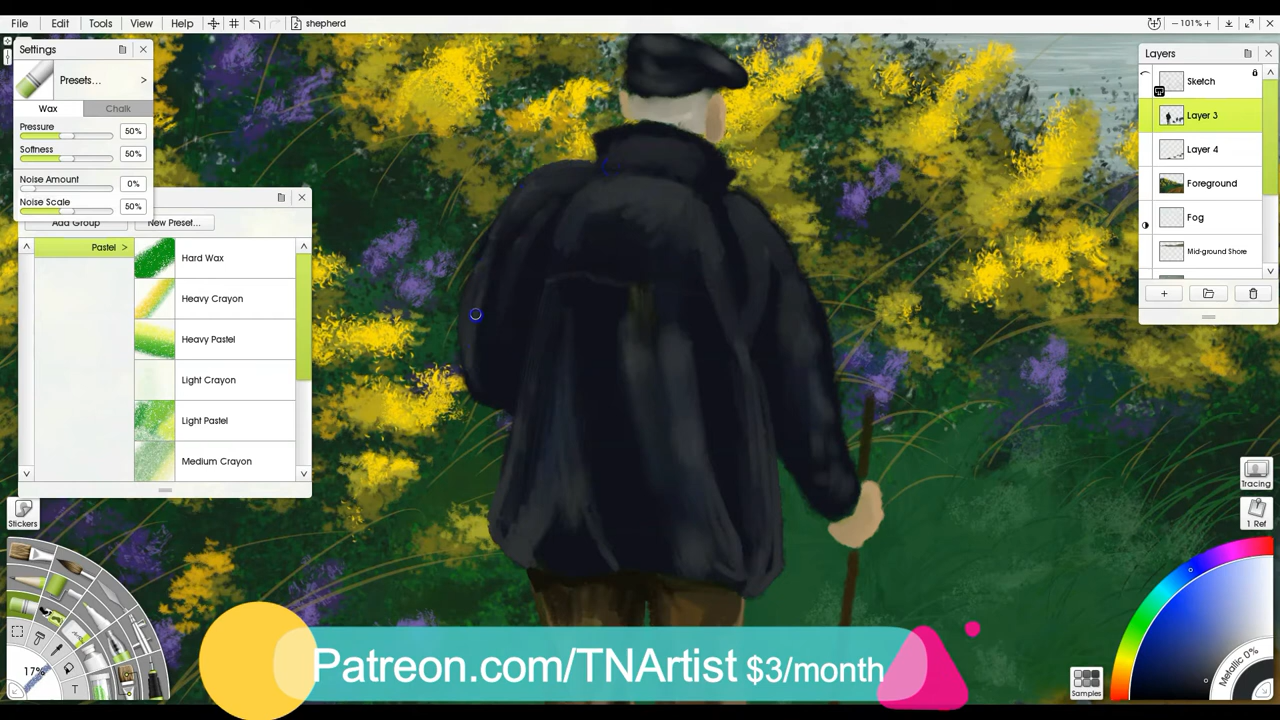 File Edit Tools View Help 2 shepherd − 101% +
Settings
Presets... >
Wax Chalk
Pressure 50%
Softness 50%
Noise Amount 0%
Noise Scale 50%
Add Group New Preset...
Pastel >
Hard Wax
Heavy Crayon
Heavy Pastel
Light Crayon
Light Pastel
Medium Crayon
Layers
Sketch
Layer 3
Layer 4
Foreground
Fog
Mid-ground Shore
Stickers
17%
T
Tracing
1 Ref
Samples
Metallic 0%
Patreon.com/TNArtist $3/month